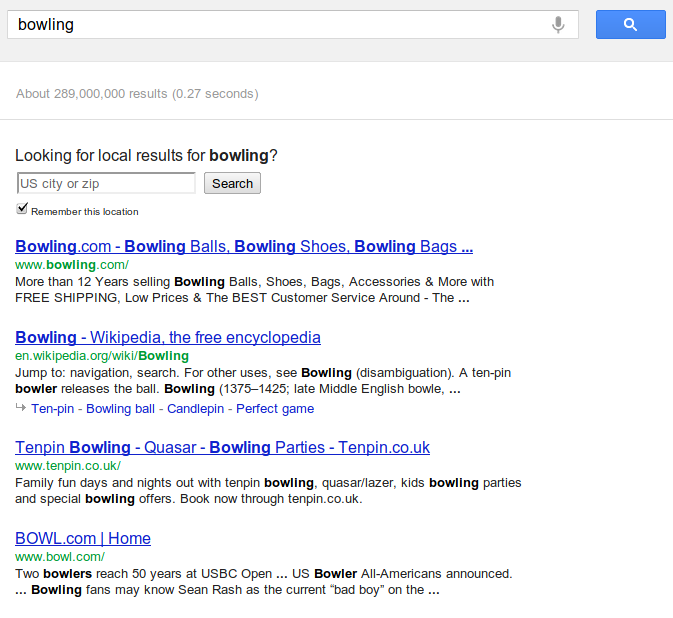 bowling
About 289,000,000 results (0.27 seconds)
Looking for local results for bowling?
US city or zip Search
Remember this location
Bowling.com - Bowling Balls, Bowling Shoes, Bowling Bags ...
www.bowling.com/
More than 12 Years selling Bowling Balls, Shoes, Bags, Accessories & More with
FREE SHIPPING, Low Prices & The BEST Customer Service Around - The ...
Bowling - Wikipedia, the free encyclopedia
en.wikipedia.org/wiki/Bowling
Jump to: navigation, search. For other uses, see Bowling (disambiguation). A ten-pin
bowler releases the ball. Bowling (1375–1425; late Middle English bowle, ...
Ten-pin - Bowling ball - Candlepin - Perfect game
Tenpin Bowling - Quasar - Bowling Parties - Tenpin.co.uk
www.tenpin.co.uk/
Family fun days and nights out with tenpin bowling, quasar/lazer, kids bowling parties
and special bowling offers. Book now through tenpin.co.uk.
BOWL.com | Home
www.bowl.com/
Two bowlers reach 50 years at USBC Open ... US Bowler All-Americans announced.
... Bowling fans may know Sean Rash as the current “bad boy” on the ...